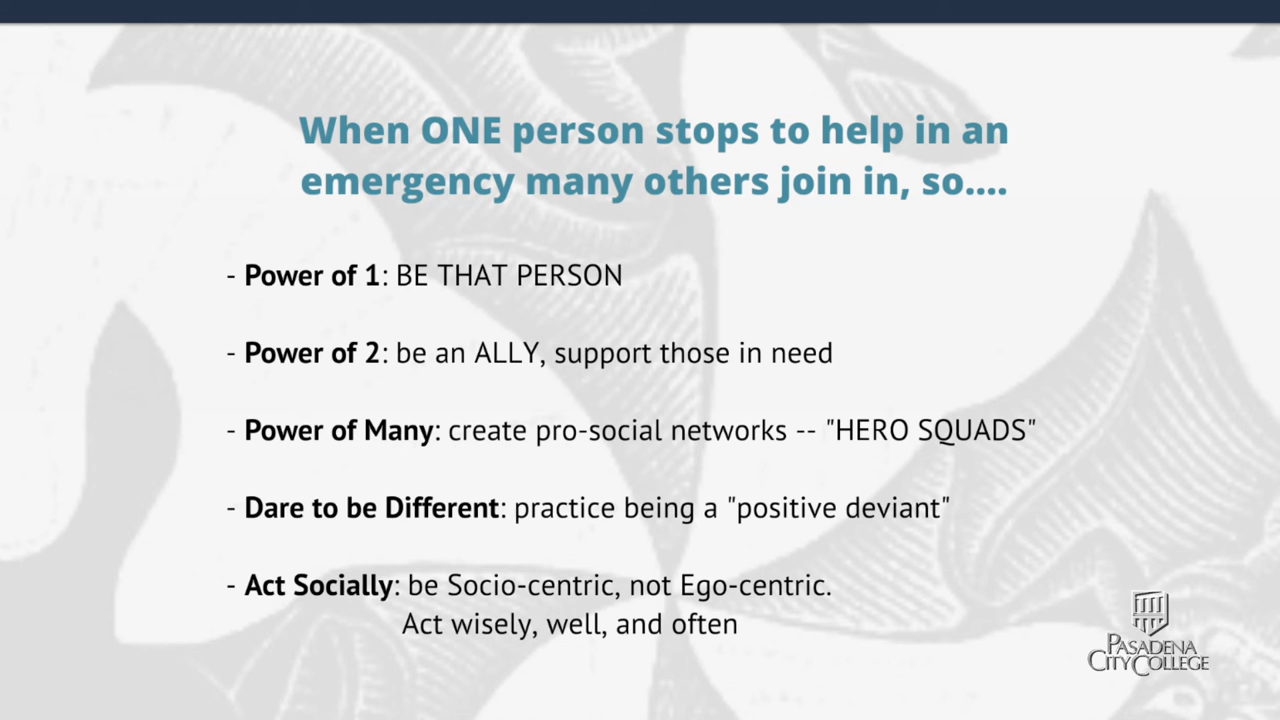 When ONE person stops to help in an
emergency many others join in, so....
- Power of 1: BE THAT PERSON
- Power of 2: be an ALLY, support those in need
- Power of Many: create pro-social networks -- "HERO SQUADS"
- Dare to be Different: practice being a "positive deviant"
- Act Socially: be Socio-centric, not Ego-centric.
Act wisely, well, and often
PASADENA
CITY COLLEGE